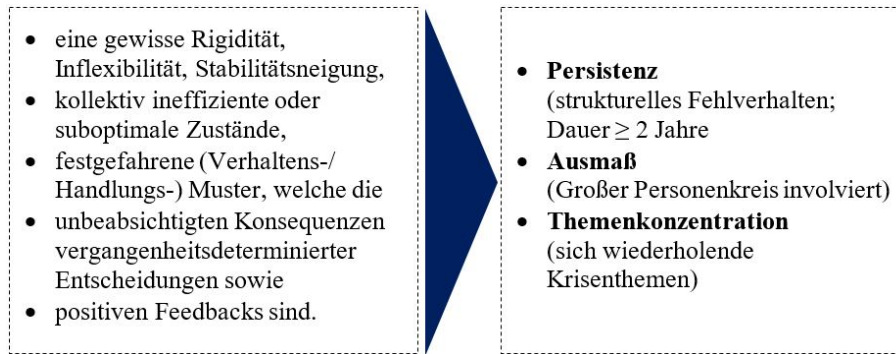 • eine gewisse Rigidität,
Inflexibilität, Stabilitätsneigung,
• kollektiv ineffiziente oder
suboptimale Zustände,
• festgefahrene (Verhaltens-/
Handlungs-) Muster, welche die
• unbeabsichtigten Konsequenzen
vergangenheitsdeterminierter
Entscheidungen sowie
• positiven Feedbacks sind.
• Persistenz
(strukturelles Fehlverhalten;
Dauer ≥ 2 Jahre
• Ausmaß
(Großer Personenkreis involviert)
• Themenkonzentration
(sich wiederholende
Krisenthemen)